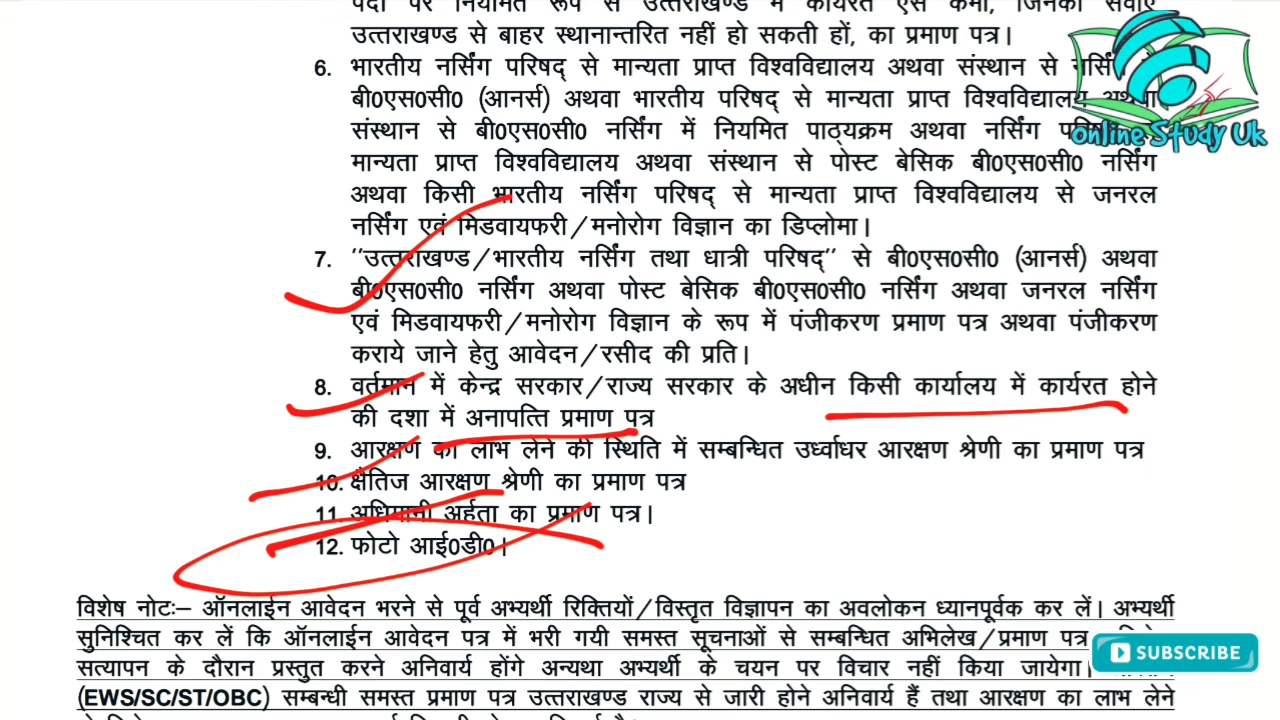 पदों पर नियमित रूप से उत्तराखण्ड में कार्यरत ऐसे कर्मी, जिनकी सेवाएं
उत्तराखण्ड से बाहर स्थानान्तरित नहीं हो सकती हों, का प्रमाण पत्र।
6. भारतीय नर्सिंग परिषद् से मान्यता प्राप्त विश्वविद्यालय अथवा संस्थान से
बी0एस0सी0 (आनर्स) अथवा भारतीय परिषद् से मान्यता प्राप्त विश्वविद्यालय अथवा
संस्थान से बी0एस0सी0 नर्सिंग में नियमित पाठ्यक्रम अथवा नर्सिंग
मान्यता प्राप्त विश्वविद्यालय अथवा संस्थान से पोस्ट बेसिक बी0एस0सी0 नर्सिंग
अथवा किसी भारतीय नर्सिंग परिषद् से मान्यता प्राप्त विश्वविद्यालय से जनरल
नर्सिंग एवं मिडवायफरी/मनोरोग विज्ञान का डिप्लोमा।
7. ''उत्तराखण्ड/भारतीय नर्सिंग तथा धात्री परिषद्'' से बी0एस0सी0 (आनर्स) अथवा
बी0एस0सी0 नर्सिंग अथवा पोस्ट बेसिक बी0एस0सी0 नर्सिंग अथवा जनरल नर्सिंग
एवं मिडवायफरी/मनोरोग विज्ञान के रूप में पंजीकरण प्रमाण पत्र अथवा पंजीकरण
कराये जाने हेतु आवेदन/रसीद की प्रति।
8. वर्तमान में केन्द्र सरकार/राज्य सरकार के अधीन किसी कार्यालय में कार्यरत होने
की दशा में अनापत्ति प्रमाण पत्र
9. आरक्षण का लाभ लेने की स्थिति में सम्बन्धित उर्ध्वाधर आरक्षण श्रेणी का प्रमाण पत्र
10. क्षैतिज आरक्षण श्रेणी का प्रमाण पत्र
11. अधिमानी अर्हता का प्रमाण पत्र।
12. फोटो आई0डी0।
विशेष नोटः– ऑनलाईन आवेदन भरने से पूर्व अभ्यर्थी रिक्तियों/विस्तृत विज्ञापन का अवलोकन ध्यानपूर्वक कर लें। अभ्यर्थी
सुनिश्चित कर लें कि ऑनलाईन आवेदन पत्र में भरी गयी समस्त सूचनाओं से सम्बन्धित अभिलेख/प्रमाण पत्र
सत्यापन के दौरान प्रस्तुत करने अनिवार्य होंगे अन्यथा अभ्यर्थी के चयन पर विचार नहीं किया जायेगा।
(EWS/SC/ST/OBC) सम्बन्धी समस्त प्रमाण पत्र उत्तराखण्ड राज्य से जारी होने अनिवार्य हैं तथा आरक्षण का लाभ लेने
Online Study Uk
SUBSCRIBE